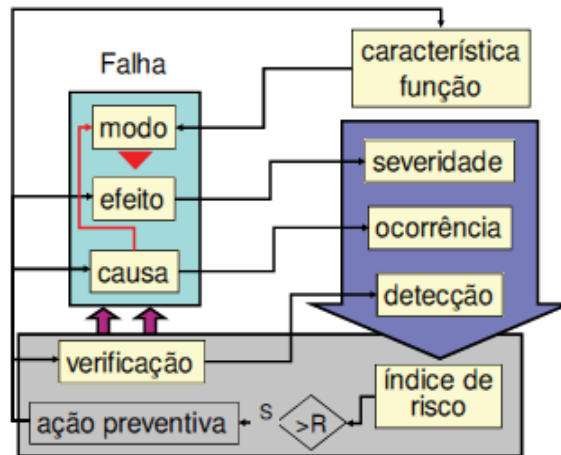 Falha
característica
função
modo
severidade
efeito
ocorrência
causa
detecção
verificação
índice de
risco
ação preventiva
S
>R